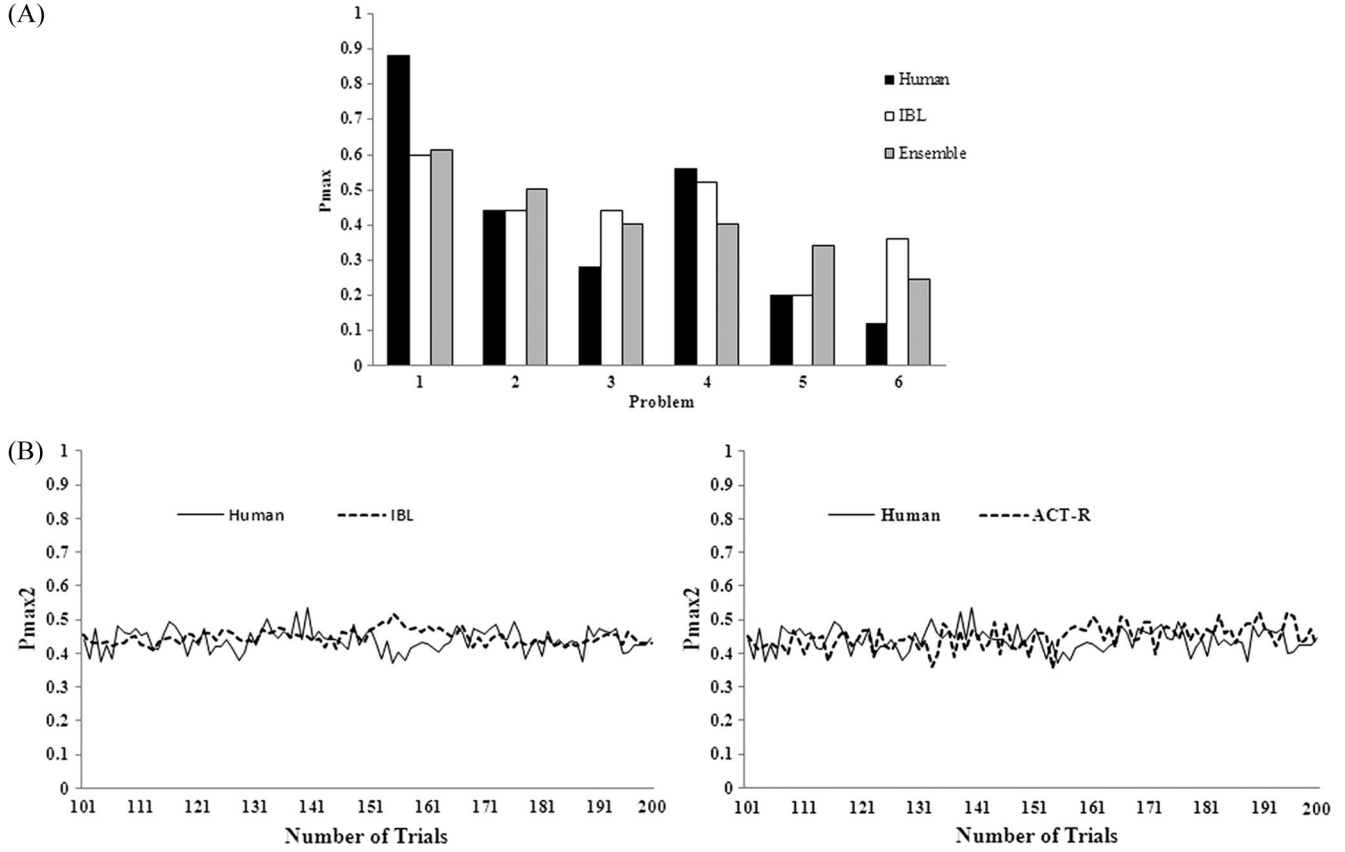 (A)
1
0.9
0.8
0.7
0.6
0.5
0.4
0.3
0.2
0.1
0
Pmax
1 2 3 4 5 6
Problem
Human
IBL
Ensemble
(B)
1
0.9
0.8
0.7
0.6
0.5
0.4
0.3
0.2
0.1
0
Pmax2
Human IBL
101 111 121 131 141 151 161 171 181 191 200
Number of Trials
1
0.9
0.8
0.7
0.6
0.5
0.4
0.3
0.2
0.1
0
Pmax2
Human ACT-R
101 111 121 131 141 151 161 171 181 191 200
Number of Trials